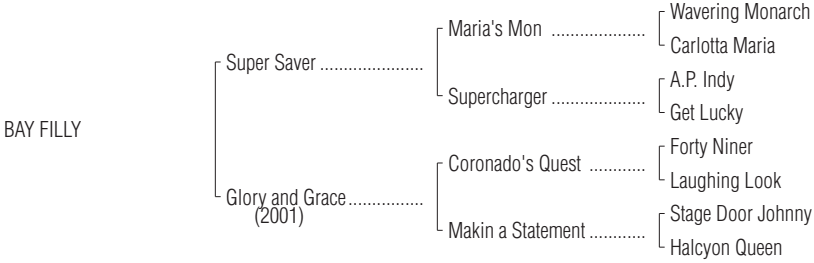 Wavering Monarch
Maria's Mon ....................
Carlotta Maria
Super Saver ......................
A.P. Indy
Supercharger ....................
Get Lucky
BAY FILLY
Forty Niner
Coronado's Quest ............
Laughing Look
Glory and Grace................
(2001)
Stage Door Johnny
Makin a Statement ............
Halcyon Queen